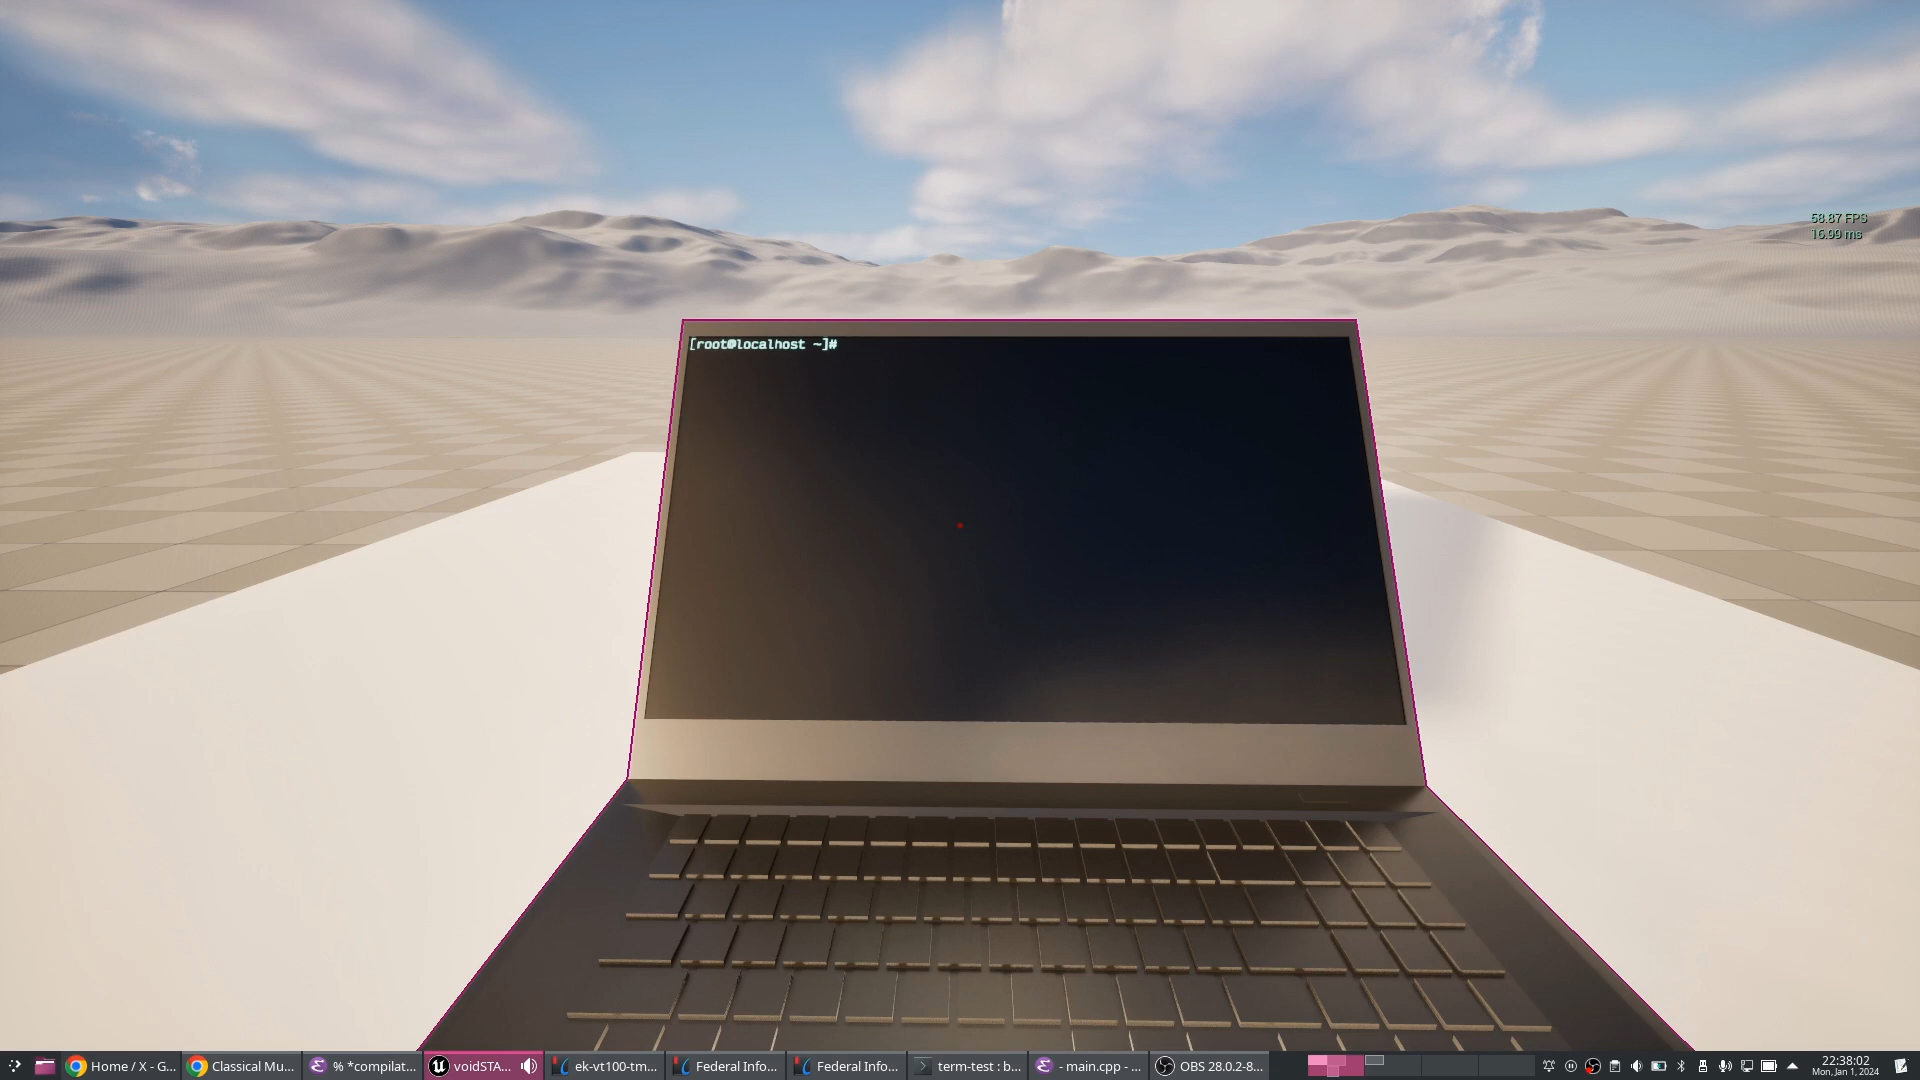 58.87 FPS
16.99 ms
[root@localhost ~]#
Home / X - G...
Classical Mu...
% *compilat...
voidSTA...
ek-vt100-tm...
Federal Info...
Federal Info...
term-test : b...
- main.cpp - ...
OBS 28.0.2-8...
22:38:02
Mon, Jan 1, 2024